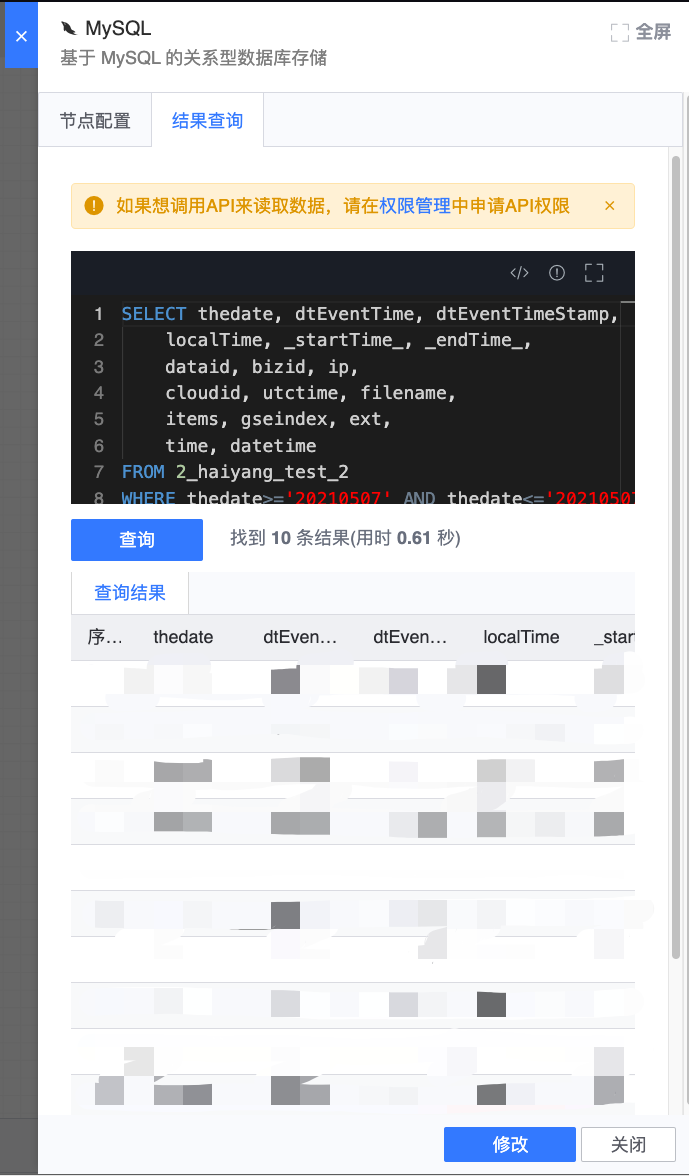 MySQL
全屏
基于 MySQL 的关系型数据库存储
节点配置
结果查询
如果想调用API来读取数据，请在权限管理中申请API权限
1 SELECT thedate, dtEventTime, dtEventTimeStamp,
2 localTime, _startTime_, _endTime_,
3 dataid, bizid, ip,
4 cloudid, utctime, filename,
5 items, gseindex, ext,
6 time, datetime
7 FROM 2_haiyang_test_2
8 WHERE thedate>='20210507' AND thedate<='20210507
查询
找到 10 条结果(用时 0.61 秒)
查询结果
序… thedate dtEven… dtEven… localTime _star
修改
关闭